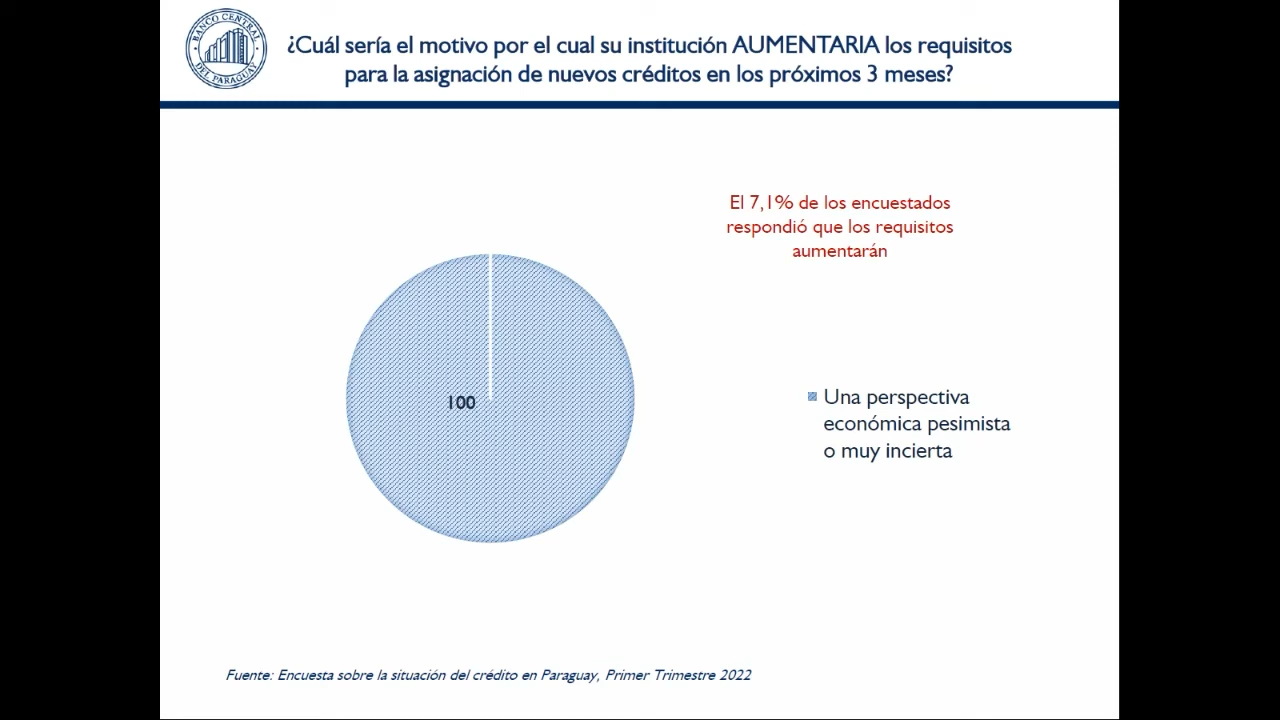 BANCO CENTRAL
DEL PARAGUAY
¿Cuál sería el motivo por el cual su institución AUMENTARIA los requisitos
para la asignación de nuevos créditos en los próximos 3 meses?
El 7,1% de los encuestados
respondió que los requisitos
aumentarán
100
Una perspectiva
económica pesimista
o muy incierta
Fuente: Encuesta sobre la situación del crédito en Paraguay, Primer Trimestre 2022